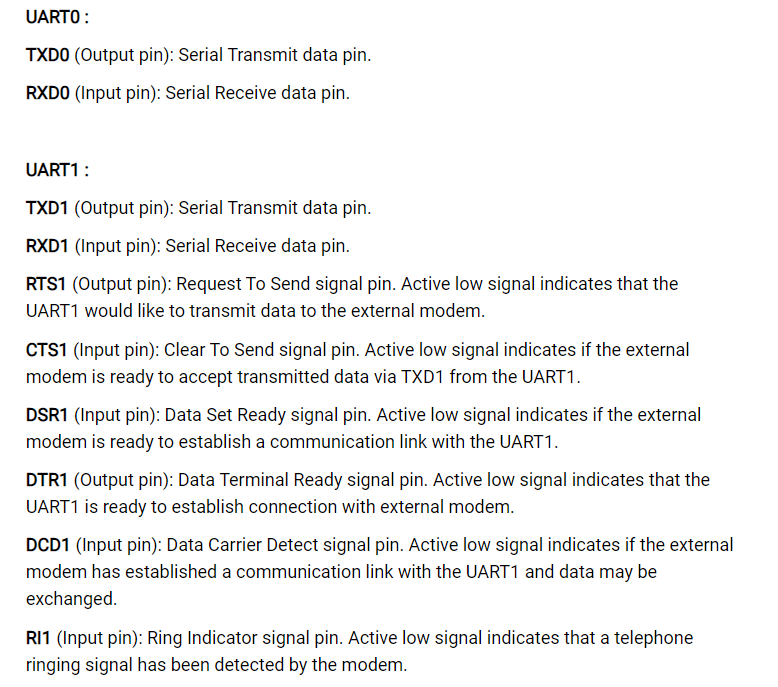 UART0 :
TXD0 (Output pin): Serial Transmit data pin.
RXD0 (Input pin): Serial Receive data pin.
UART1 :
TXD1 (Output pin): Serial Transmit data pin.
RXD1 (Input pin): Serial Receive data pin.
RTS1 (Output pin): Request To Send signal pin. Active low signal indicates that the
UART1 would like to transmit data to the external modem.
CTS1 (Input pin): Clear To Send signal pin. Active low signal indicates if the external
modem is ready to accept transmitted data via TXD1 from the UART1.
DSR1 (Input pin): Data Set Ready signal pin. Active low signal indicates if the external
modem is ready to establish a communication link with the UART1.
DTR1 (Output pin): Data Terminal Ready signal pin. Active low signal indicates that the
UART1 is ready to establish connection with external modem.
DCD1 (Input pin): Data Carrier Detect signal pin. Active low signal indicates if the external
modem has established a communication link with the UART1 and data may be
exchanged.
RI1 (Input pin): Ring Indicator signal pin. Active low signal indicates that a telephone
ringing signal has been detected by the modem.